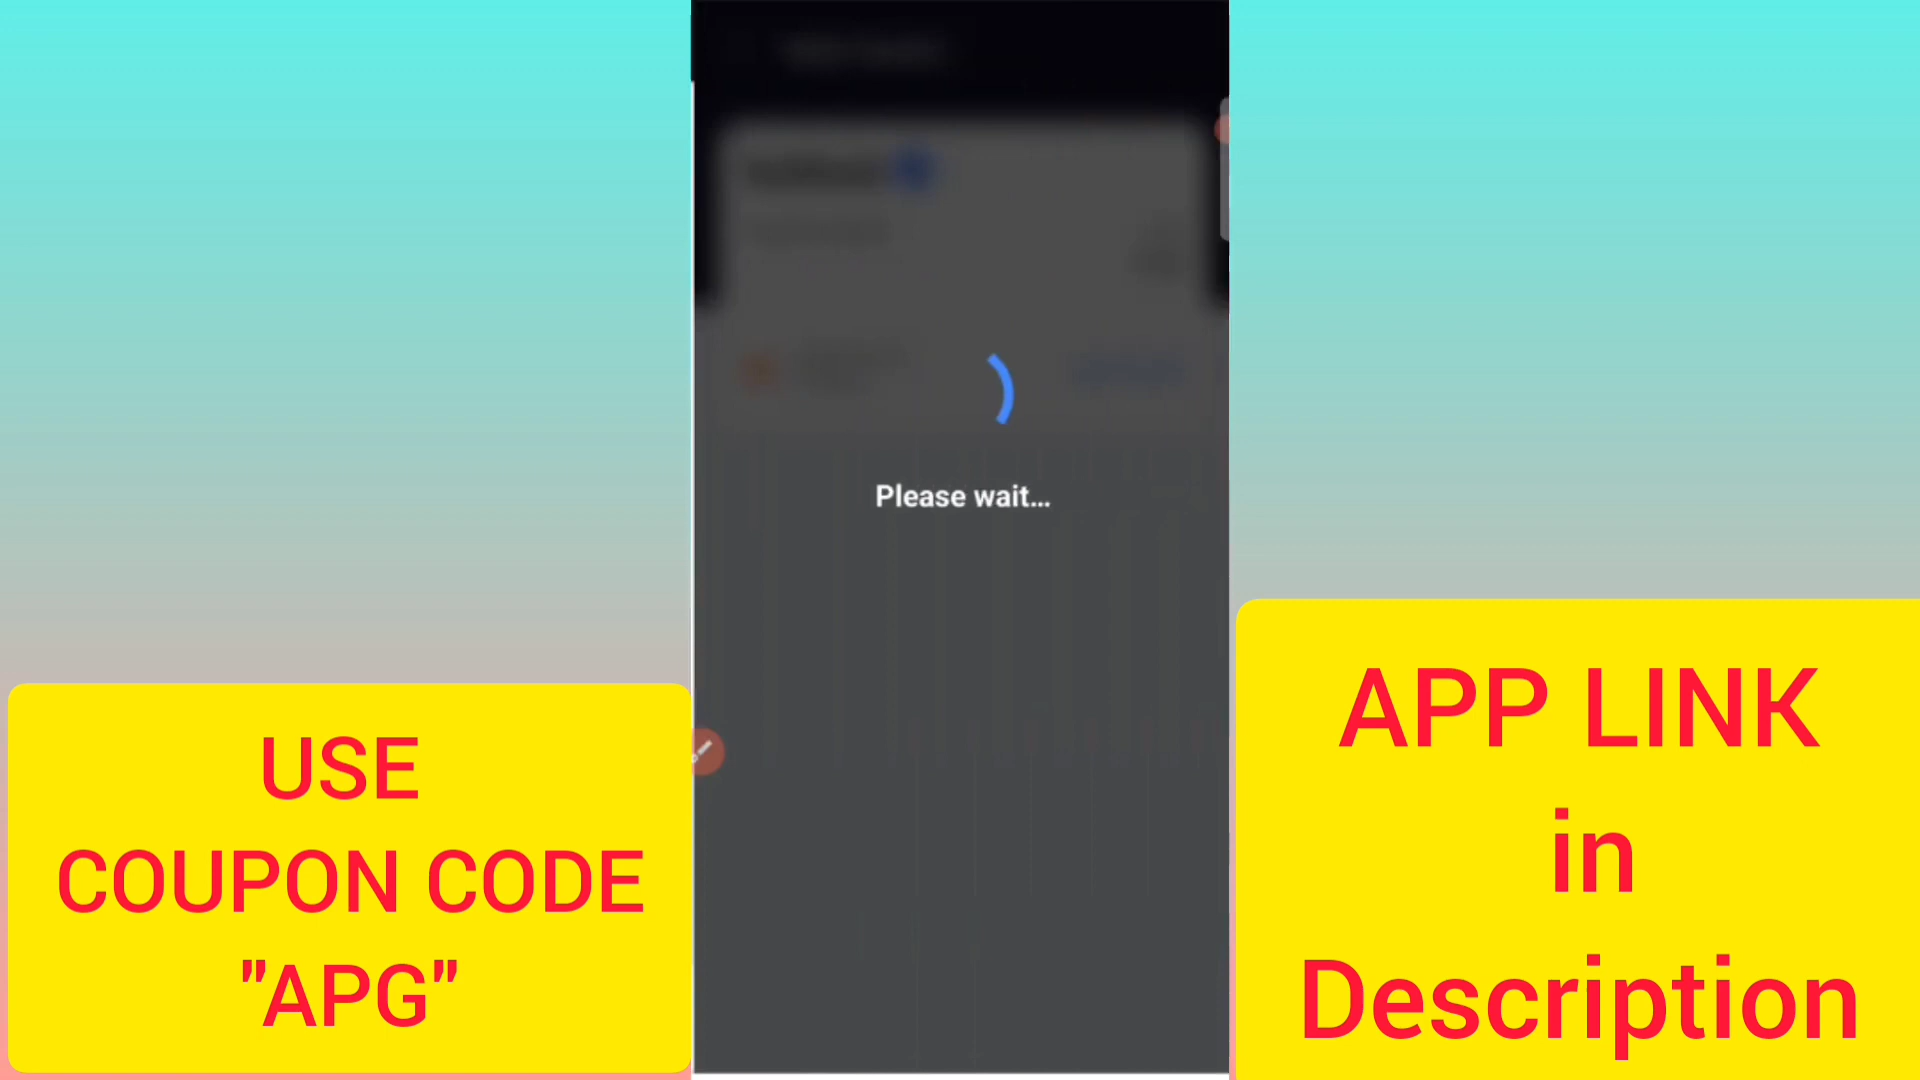 Please wait...
USE
COUPON CODE
"APG"
APP LINK
in
Description